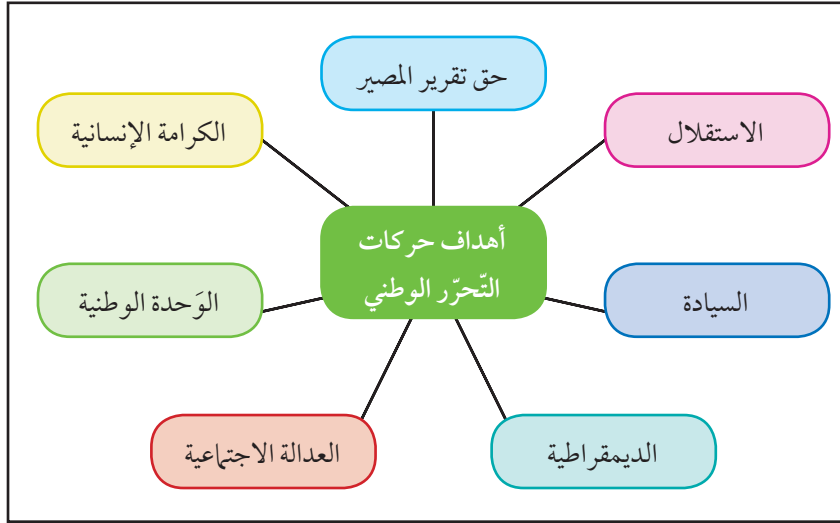 حق تقرير المصير
الاستقلال
الكرامة الإنسانية
أهداف حركات
التّحرّر الوطني
السيادة
الوَحدة الوطنية
الديمقراطية
العدالة الاجتماعية